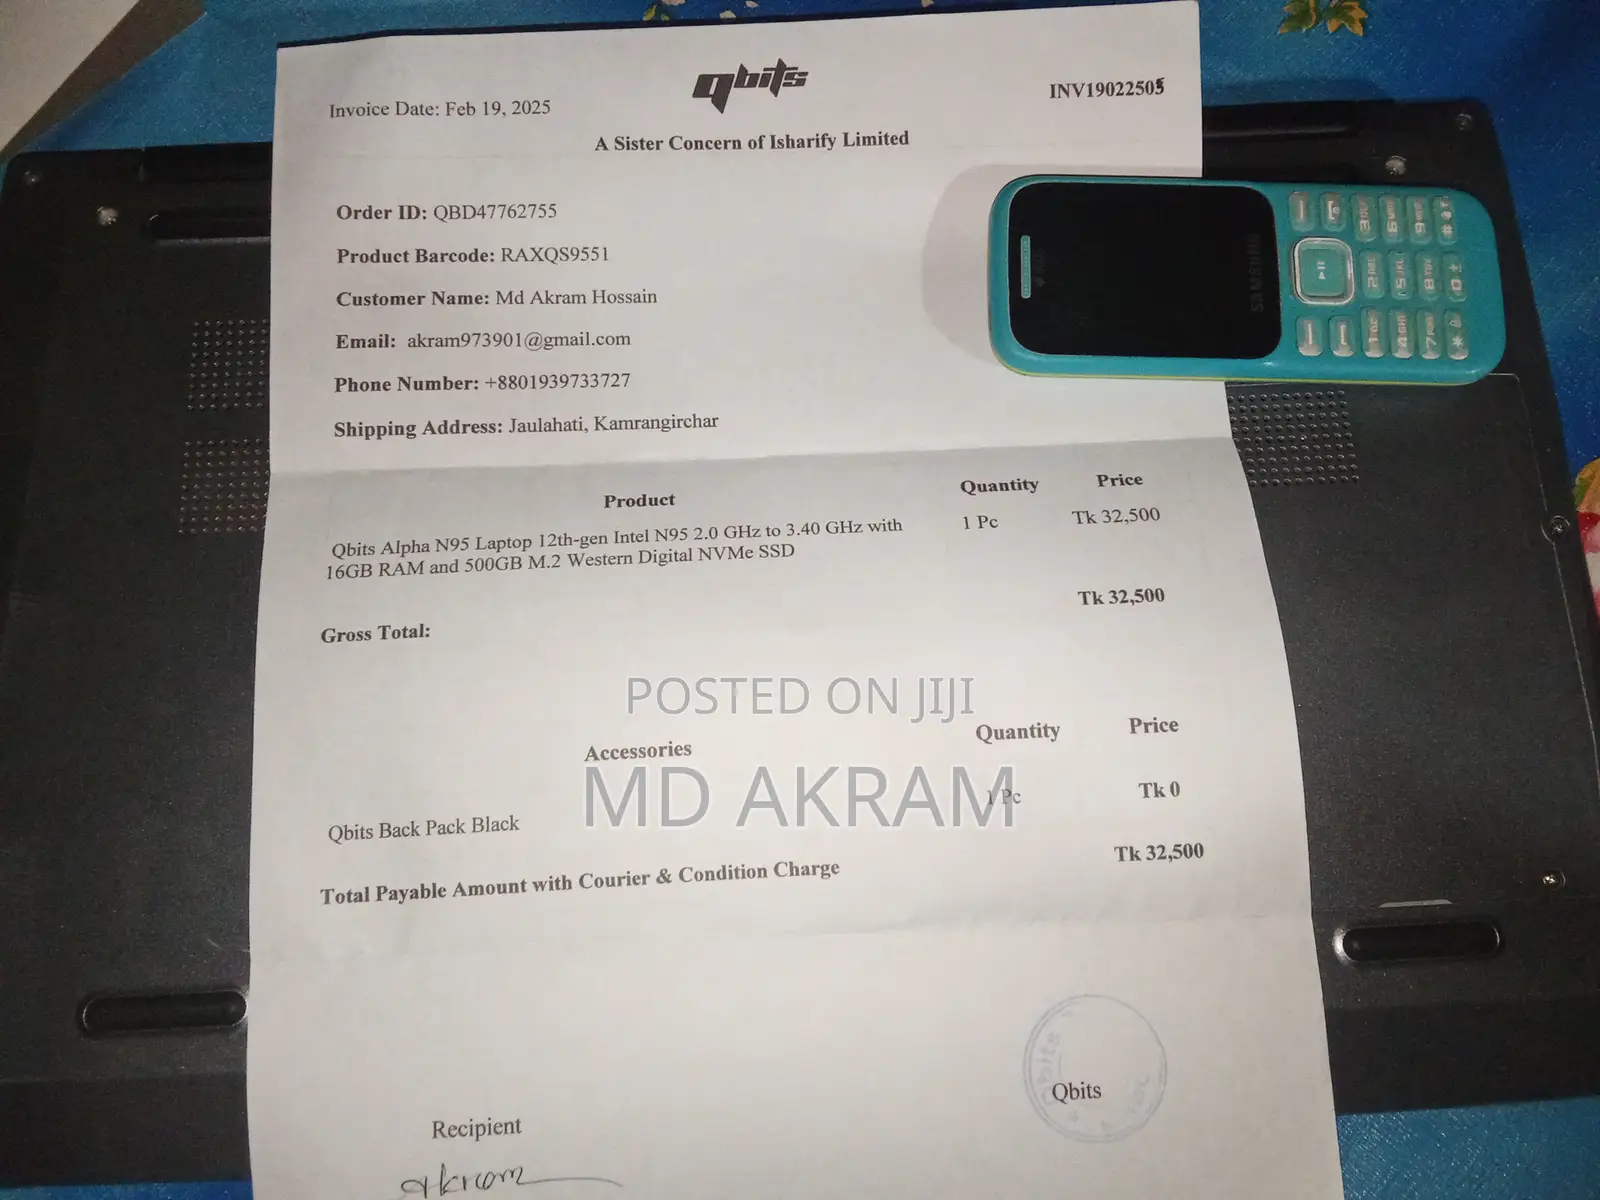 qbits
Invoice Date: Feb 19, 2025
INV19022505
A Sister Concern of Isharify Limited
Order ID: QBD47762755
Product Barcode: RAXQS9551
Customer Name: Md Akram Hossain
Email: akram973901@gmail.com
Phone Number: +8801939733727
Shipping Address: Jaulahati, Kamrangirchar
SAMSUNG
Product Quantity Price
Qbits Alpha N95 Laptop 12th-gen Intel N95 2.0 GHz to 3.40 GHz with 1 Pc Tk 32,500
16GB RAM and 500GB M.2 Western Digital NVMe SSD
Tk 32,500
Gross Total:
POSTED ON JIJI
Accessories Quantity Price
MD AKRAM
Qbits Back Pack Black 1 Pc Tk 0
Total Payable Amount with Courier & Condition Charge Tk 32,500
Qbits
Qbits
Recipient
Akram